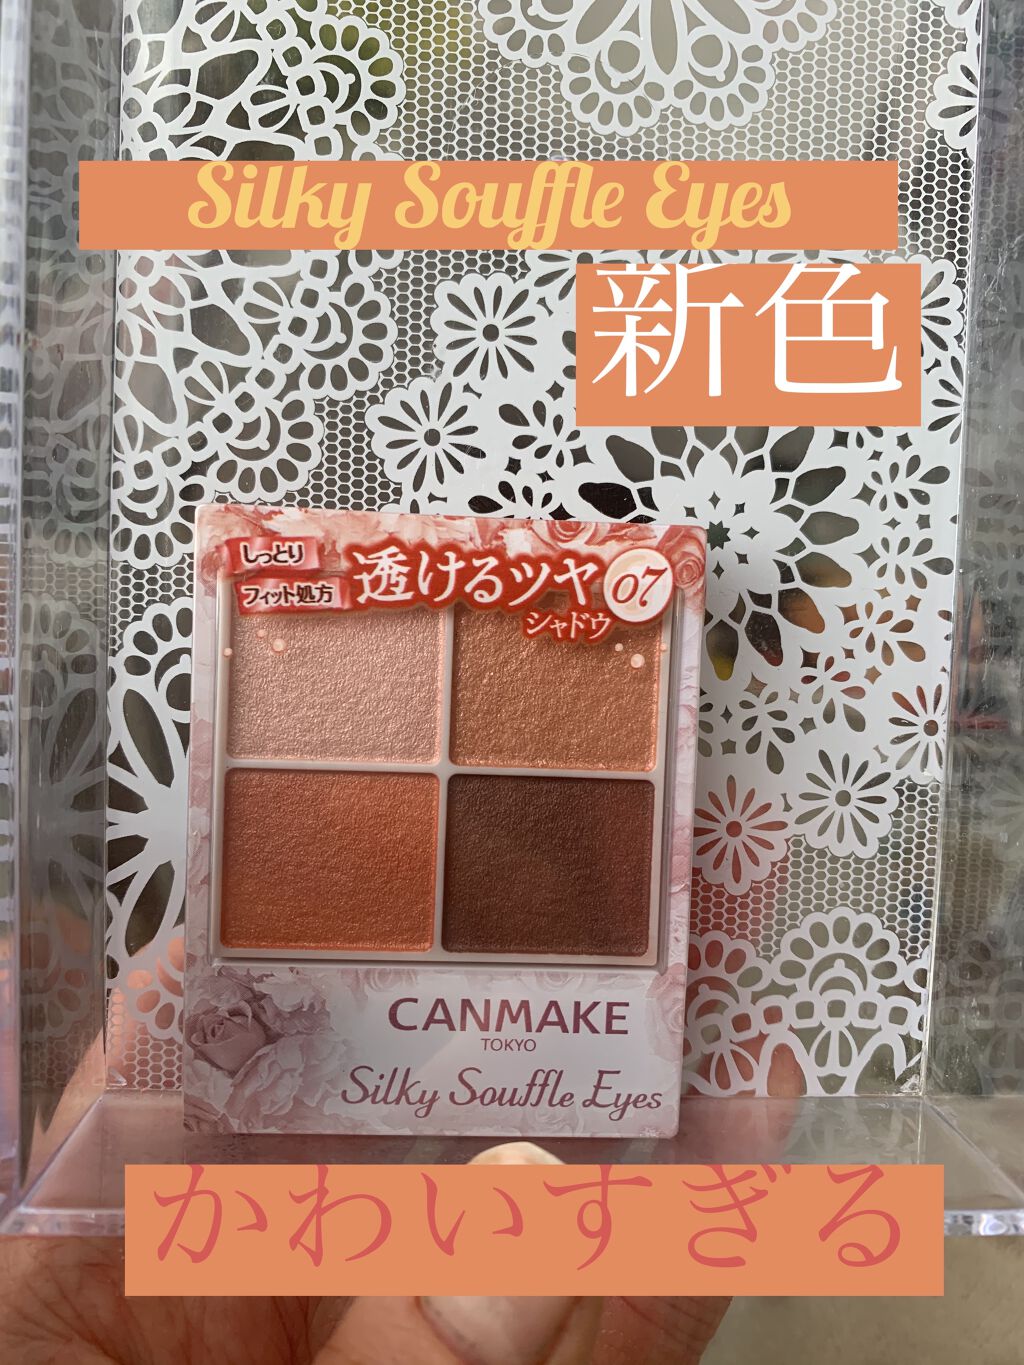 Silky Souffle Eyes
新色
しっとり
フィット処方
透けるツヤ
シャドウ
07
CANMAKE
TOKYO
Silky Souffle Eyes
かわいすぎる